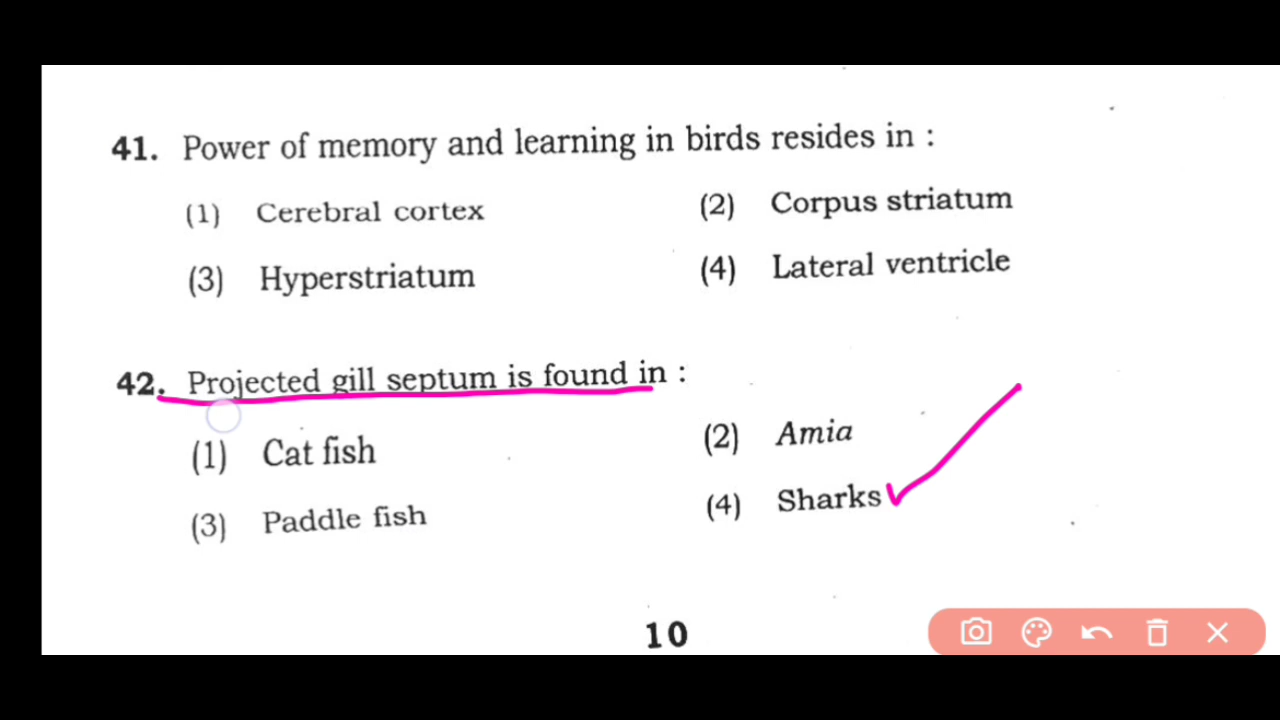 41. Power of memory and learning in birds resides in :
(1) Cerebral cortex (2) Corpus striatum
(3) Hyperstriatum (4) Lateral ventricle
42. Projected gill septum is found in :
(1) Cat fish (2) Amia
(3) Paddle fish (4) Sharks
10